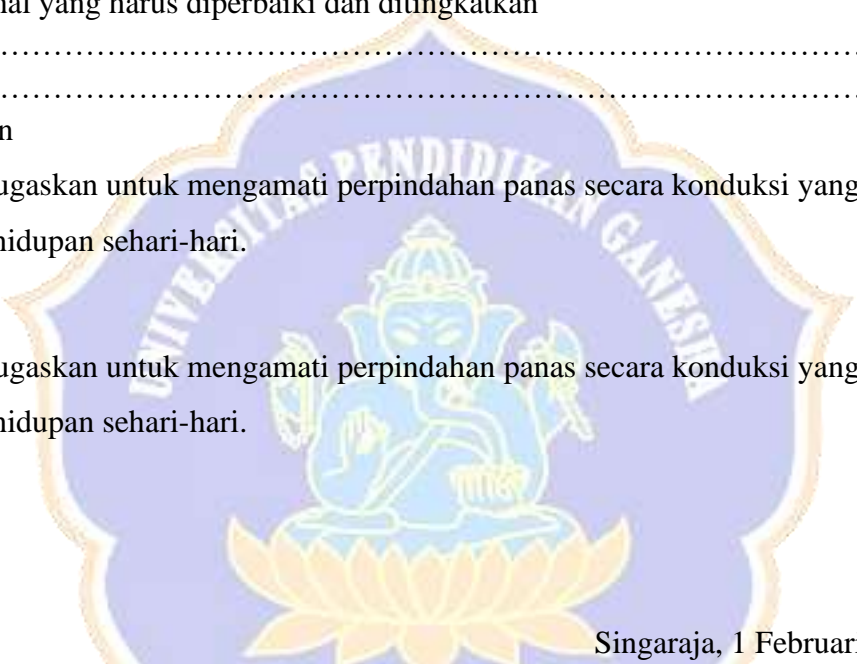 hal yang harus diperbaiki dan ditingkatkan
…………………………………………………………………………
…………………………………………………………………………
n
ugaskan untuk mengamati perpindahan panas secara konduksi yang
hidupan sehari-hari.
ugaskan untuk mengamati perpindahan panas secara konduksi yang
hidupan sehari-hari.
Singaraja, 1 Februari
UNIVERSITAS PENDIDIKAN GANESHA